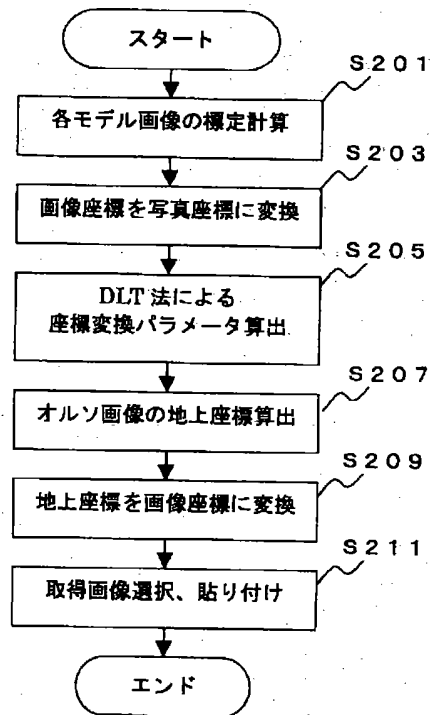 スタート
S201
各モデル画像の標定計算
S203
画像座標を写真座標に変換
S205
DLT 法による
座標変換パラメータ算出
S207
オルソ画像の地上座標算出
S209
地上座標を画像座標に変換
S211
取得画像選択、貼り付け
エンド